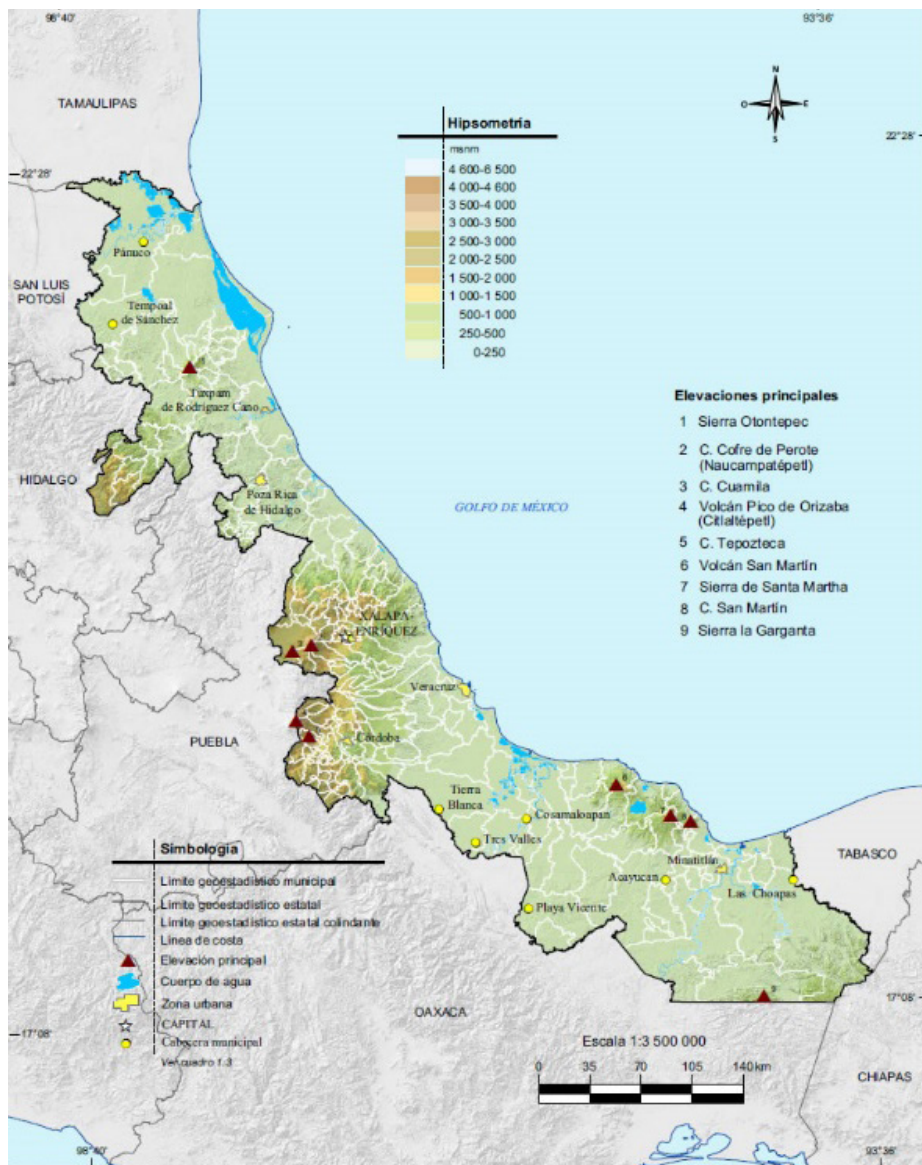 98°40'
93°36'
TAMAULIPAS
N
O
E
S
22°28'
22°28'
Hipsometría
msnm
4 600-6 500
4 000-4 600
3 500-4 000
3 000-3 500
2 500-3 000
2 000-2 500
1 500-2 000
1 000-1 500
500-1 000
250-500
0-250
Pánuco
SAN LUIS
POTOSÍ
Tempoal
de Sánchez
Tuxpam
de Rodríguez Cano
Elevaciones principales
1 Sierra Otontepec
2 C. Cofre de Perote
(Naucampatépetl)
3 C. Cuamila
4 Volcán Pico de Orizaba
(Citlaltépetl)
5 C. Tepozteca
6 Volcán San Martín
7 Sierra de Santa Martha
8 C. San Martín
9 Sierra la Garganta
HIDALGO
Poza Rica
de Hidalgo
GOLFO DE MÉXICO
XALAPA-
ENRÍQUEZ
3
Veracruz
PUEBLA
Córdoba
6
Tierra
Blanca
Cosamaloapan
7
Tres Valles
Minatitlán
TABASCO
Acayucan
Las Choapas
Playa Vicente
9
Simbología
Límite geoestadístico municipal
Límite geoestadístico estatal
Límite geoestadístico estatal colindante
Línea de costa
Elevación principal
Cuerpo de agua
Zona urbana
CAPITAL
Cabecera municipal
Ver cuadro 1.3
17°08'
17°08'
OAXACA
Escala 1:3 500 000
0 35 70 105 140 km
CHIAPAS
98°40'
93°36'